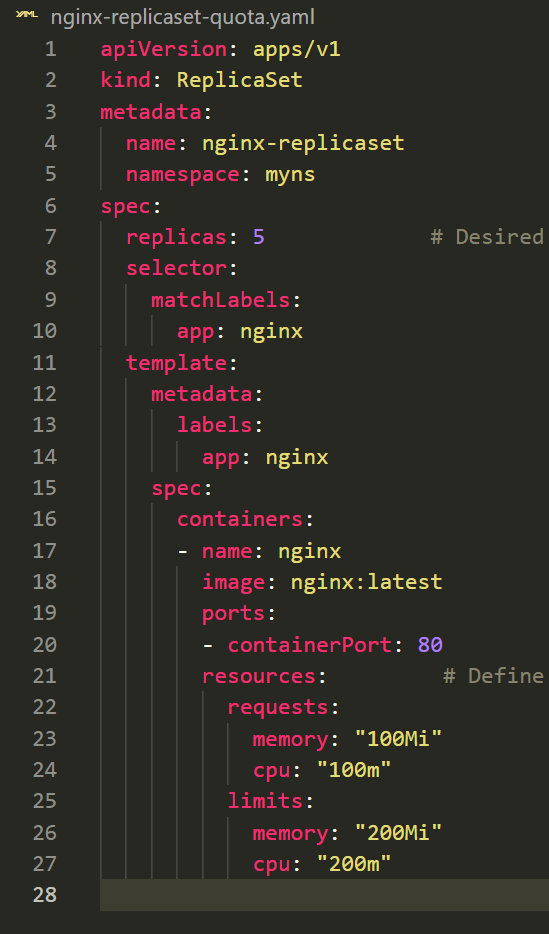 nginx-replicaset-quota.yaml
1 apiVersion: apps/v1
2 kind: ReplicaSet
3 metadata:
4   name: nginx-replicaset
5   namespace: myns
6 spec:
7   replicas: 5             # Desired
8   selector:
9     matchLabels:
10       app: nginx
11   template:
12     metadata:
13       labels:
14         app: nginx
15     spec:
16       containers:
17       - name: nginx
18         image: nginx:latest
19         ports:
20         - containerPort: 80
21         resources:         # Define
22           requests:
23             memory: "100Mi"
24             cpu: "100m"
25           limits:
26             memory: "200Mi"
27             cpu: "200m"
28